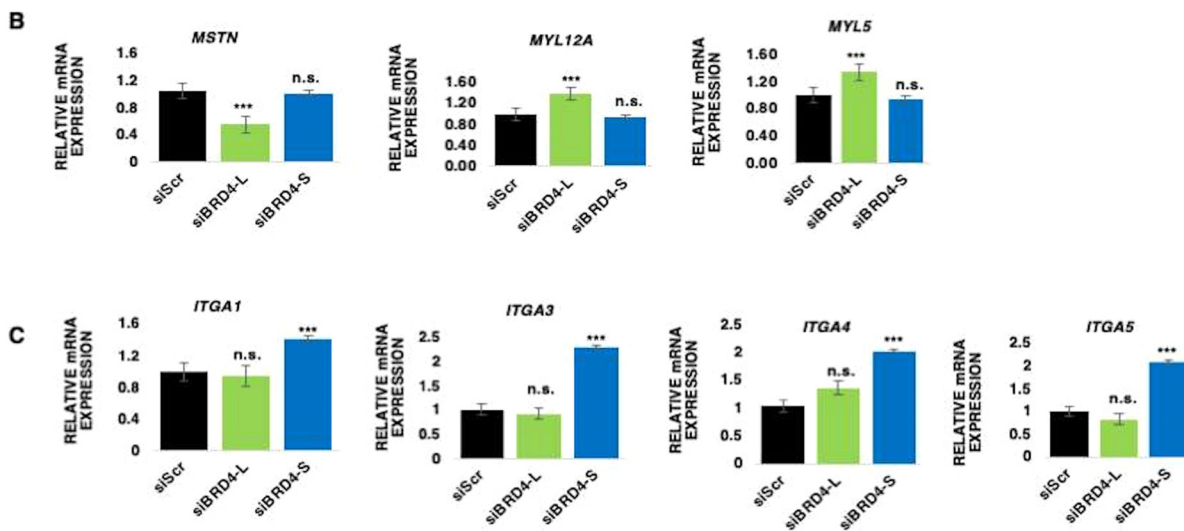 B
MSTN
RELATIVE mRNA
EXPRESSION
1.6
1.2
0.8
0.4
0
***
n.s.
siScr
siBRD4-L
siBRD4-S
MYL12A
RELATIVE mRNA
EXPRESSION
1.60
1.20
0.80
0.40
0.00
***
n.s.
siScr
siBRD4-L
siBRD4-S
MYL5
RELATIVE mRNA
EXPRESSION
1.60
1.20
0.80
0.40
0.00
***
n.s.
siScr
siBRD4-L
siBRD4-S
C
ITGA1
RELATIVE mRNA
EXPRESSION
1.6
1.2
0.8
0.4
0
n.s.
***
siScr
siBRD4-L
siBRD4-S
ITGA3
RELATIVE mRNA
EXPRESSION
2.5
2
1.5
1
0.5
0
n.s.
***
siScr
siBRD4-L
siBRD4-S
ITGA4
RELATIVE mRNA
EXPRESSION
2.5
2
1.5
1
0.5
0
n.s.
***
siScr
siBRD4-L
siBRD4-S
ITGA5
RELATIVE mRNA
EXPRESSION
2.5
2
1.5
1
0.5
0
n.s.
***
siScr
siBRD4-L
siBRD4-S